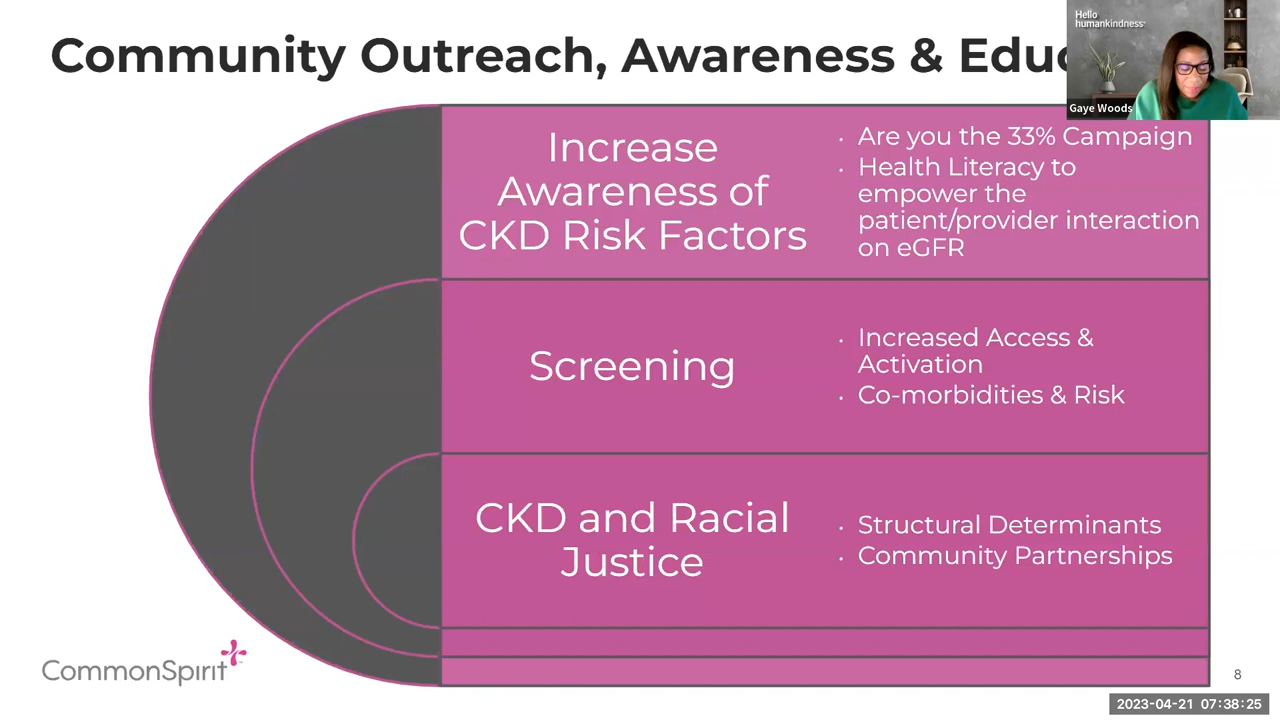 Community Outreach, Awareness & Educ
Hello
humankindness
Gaye Woods
Increase
Awareness of
CKD Risk Factors
· Are you the 33% Campaign
· Health Literacy to
empower the
patient/provider interaction
on eGFR
Screening
· Increased Access &
Activation
· Co-morbidities & Risk
CKD and Racial
Justice
· Structural Determinants
· Community Partnerships
CommonSpirit
8
2023-04-21 07:38:25